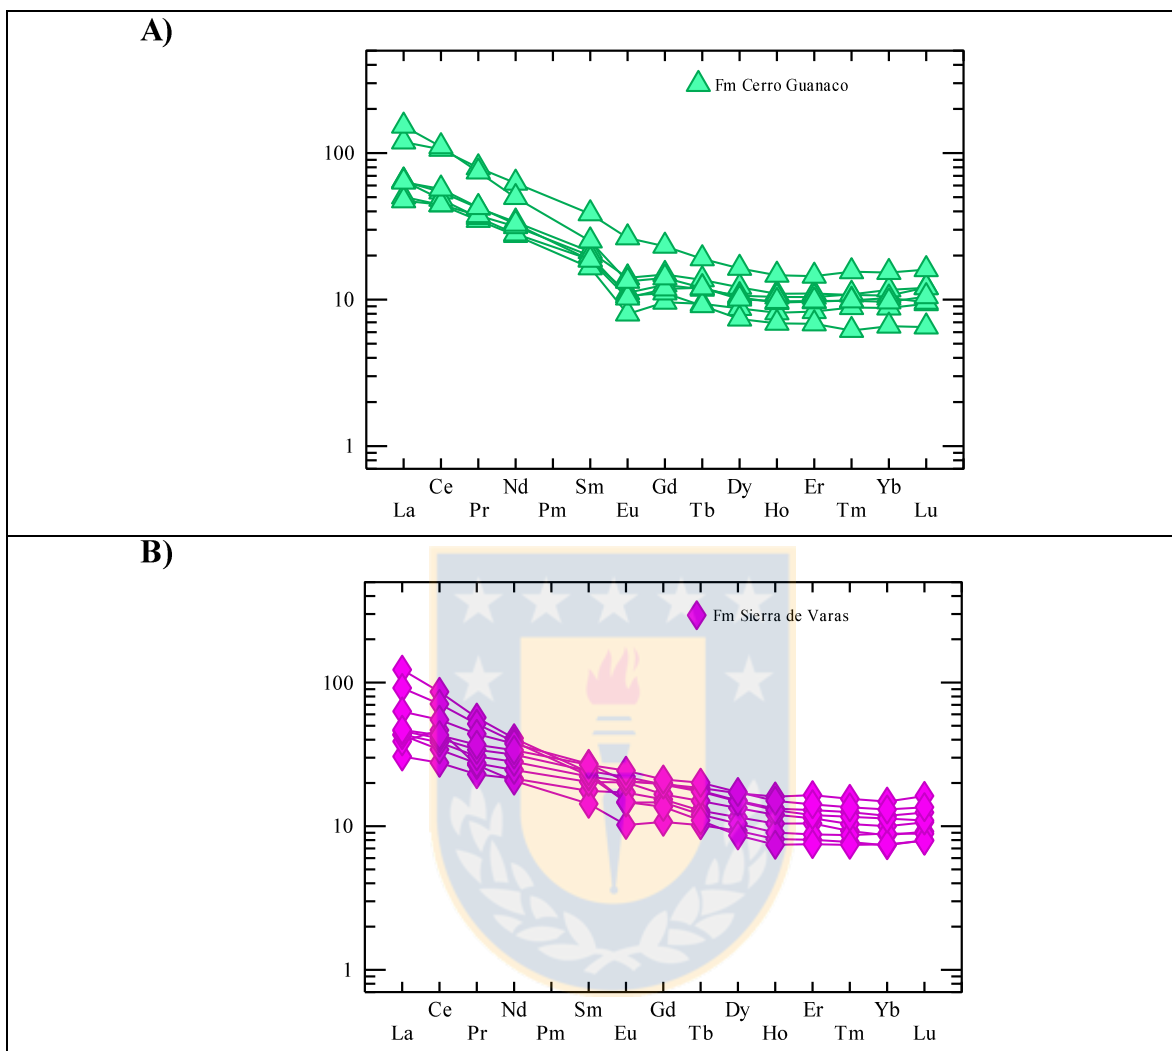 A)
Fm Cerro Guanaco
100
10
1
Ce Nd Sm Gd Dy Er Yb
La Pr Pm Eu Tb Ho Tm Lu
B)
Fm Sierra de Varas
100
10
1
Ce Nd Sm Gd Dy Er Yb
La Pr Pm Eu Tb Ho Tm Lu